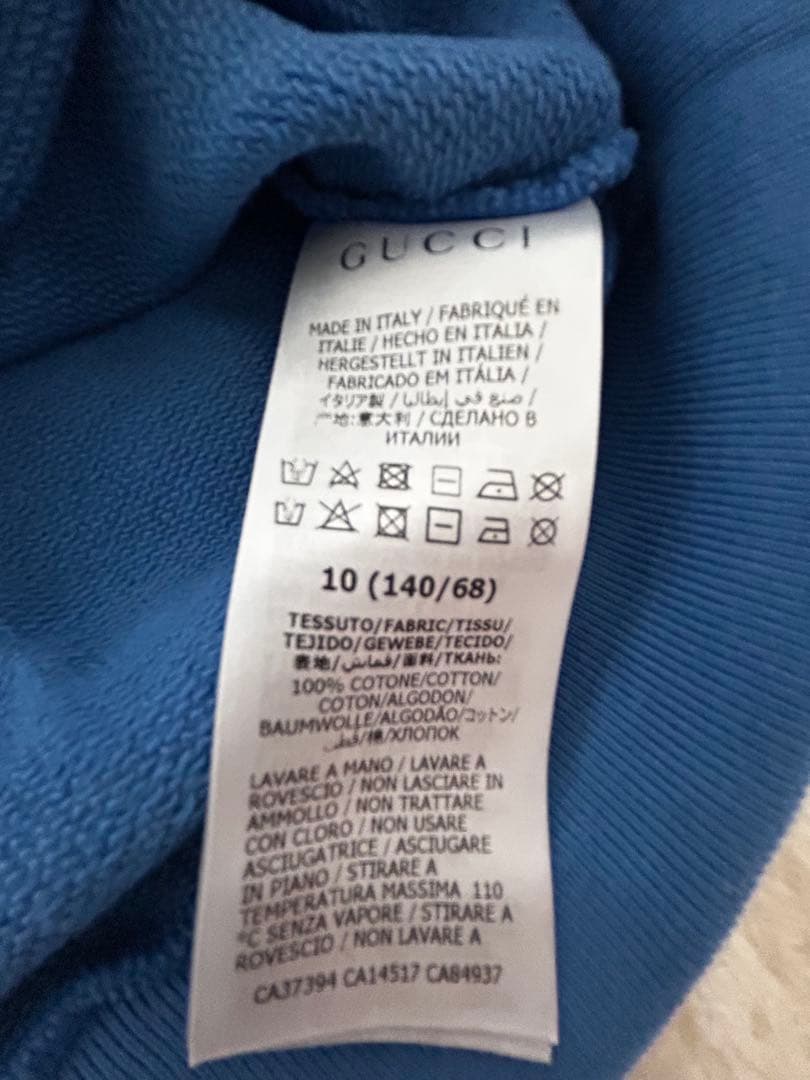 GUCCI
MADE IN ITALY / FABRIQUÉ EN
ITALIE / HECHO EN ITALIA /
HERGESTELLT IN ITALIEN /
FABRICADO EM ITÁLIA /
イタリア製 / صنع في إيطاليا /
产地:意大利 / СДЕЛАНО В
ИТАЛИИ
10 (140/68)
TESSUTO/FABRIC/TISSU/
TEJIDO/GEWEBE/TECIDO/
表地/قماش/面料/ТКАНЬ:
100% COTONE/COTTON/
COTON/ALGODON/
BAUMWOLLE/ALGODÃO/コットン/
قطن/棉/ХЛОПОК
LAVARE A MANO / LAVARE A
ROVESCIO / NON LASCIARE IN
AMMOLLO / NON TRATTARE
CON CLORO / NON USARE
ASCIUGATRICE / ASCIUGARE
IN PIANO / STIRARE A
TEMPERATURA MASSIMA 110
°C SENZA VAPORE / STIRARE A
ROVESCIO / NON LAVARE A
CA37394 CA14517 CA84937